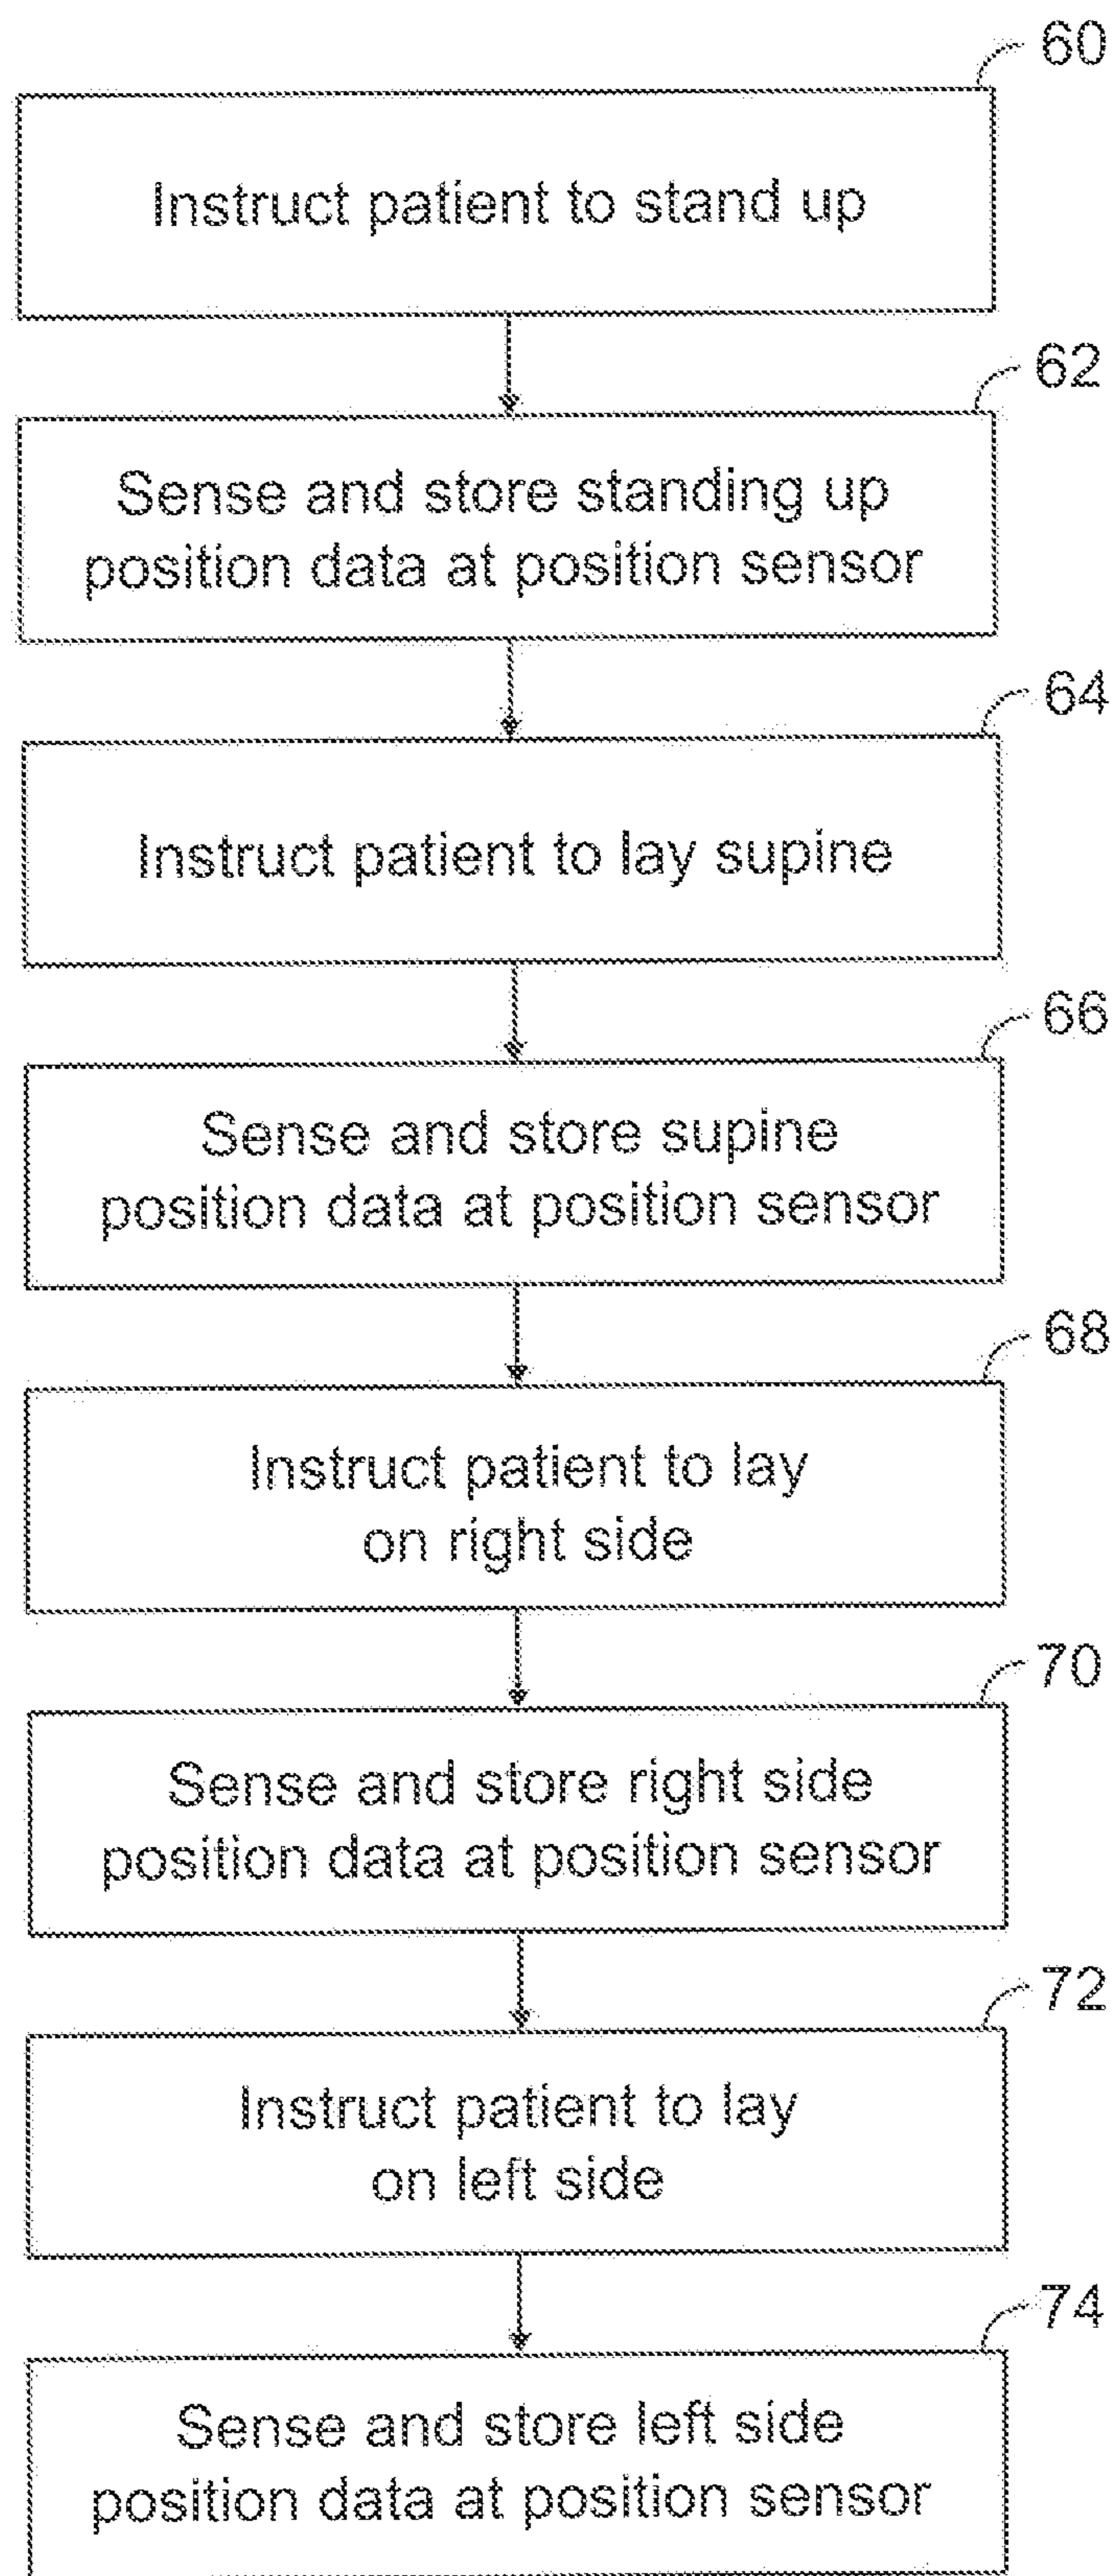 60
Instruct patient to stand up
62
Sense and store standing up
position data at position sensor
64
Instruct patient to lay supine
66
Sense and store supine
position data at position sensor
68
Instruct patient to lay
on right side
70
Sense and store right side
position data at position sensor
72
Instruct patient to lay
on left side
74
Sense and store left side
position data at position sensor